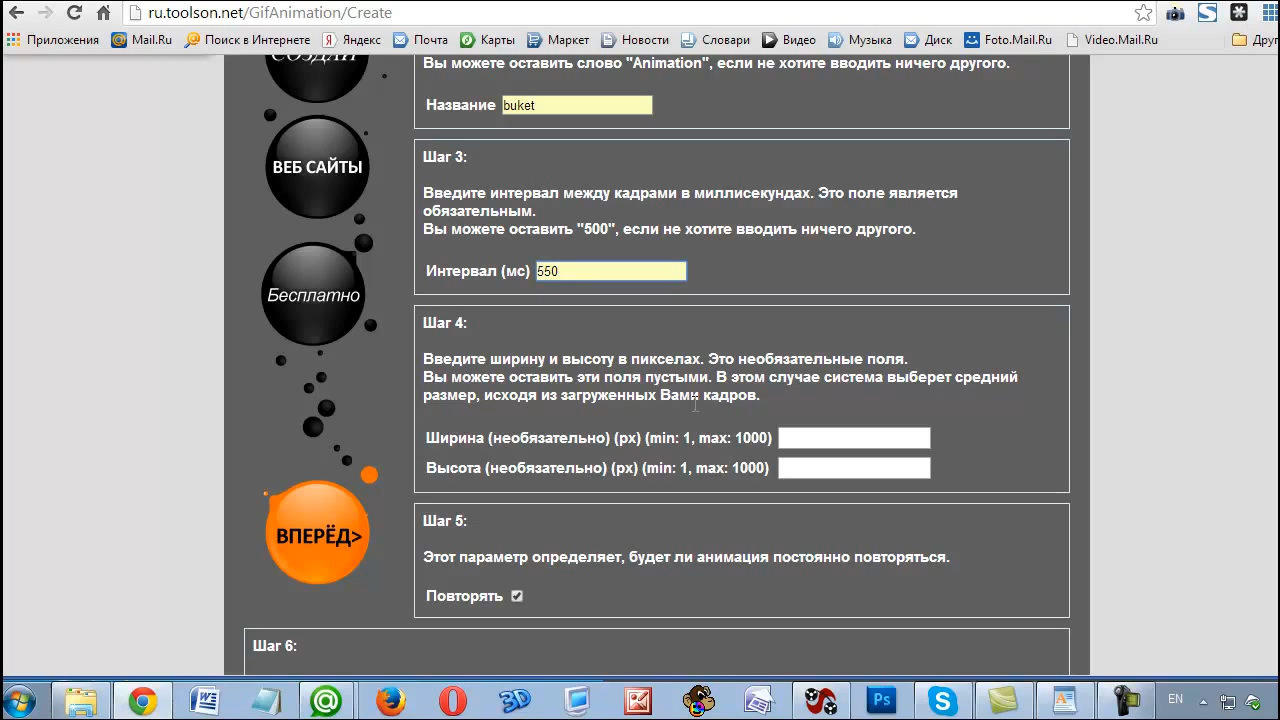 ru.toolson.net/GifAnimation/Create
Приложения
Mail.Ru
Поиск в Интернете
Яндекс
Почта
Карты
Маркет
Новости
Словари
Видео
Музыка
Диск
Foto.Mail.Ru
Video.Mail.Ru
Друг
СОЗДАЙ
Вы можете оставить слово "Animation", если не хотите вводить ничего другого.
Название buket
ВЕБ САЙТЫ
Шаг 3:
Введите интервал между кадрами в миллисекундах. Это поле является
обязательным.
Вы можете оставить "500", если не хотите вводить ничего другого.
Интервал (мс) 550
Бесплатно
Шаг 4:
Введите ширину и высоту в пикселах. Это необязательные поля.
Вы можете оставить эти поля пустыми. В этом случае система выберет средний
размер, исходя из загруженных Вами кадров.
Ширина (необязательно) (px) (min: 1, max: 1000)
Высота (необязательно) (px) (min: 1, max: 1000)
ВПЕРЁД>
Шаг 5:
Этот параметр определяет, будет ли анимация постоянно повторяться.
Повторять
Шаг 6:
3D
Ps
EN